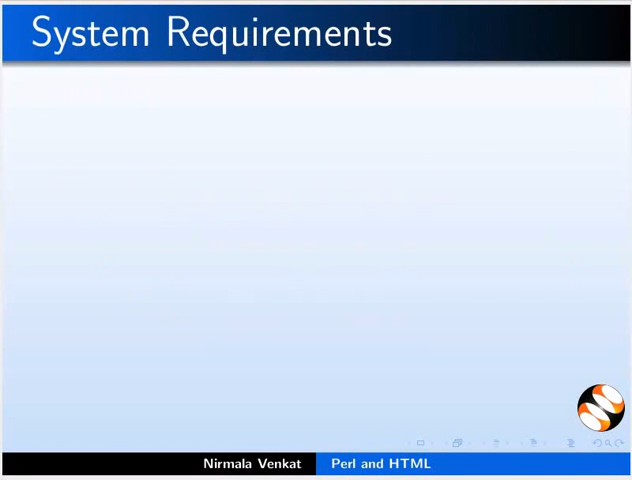 System Requirements
Nirmala Venkat
Perl and HTML